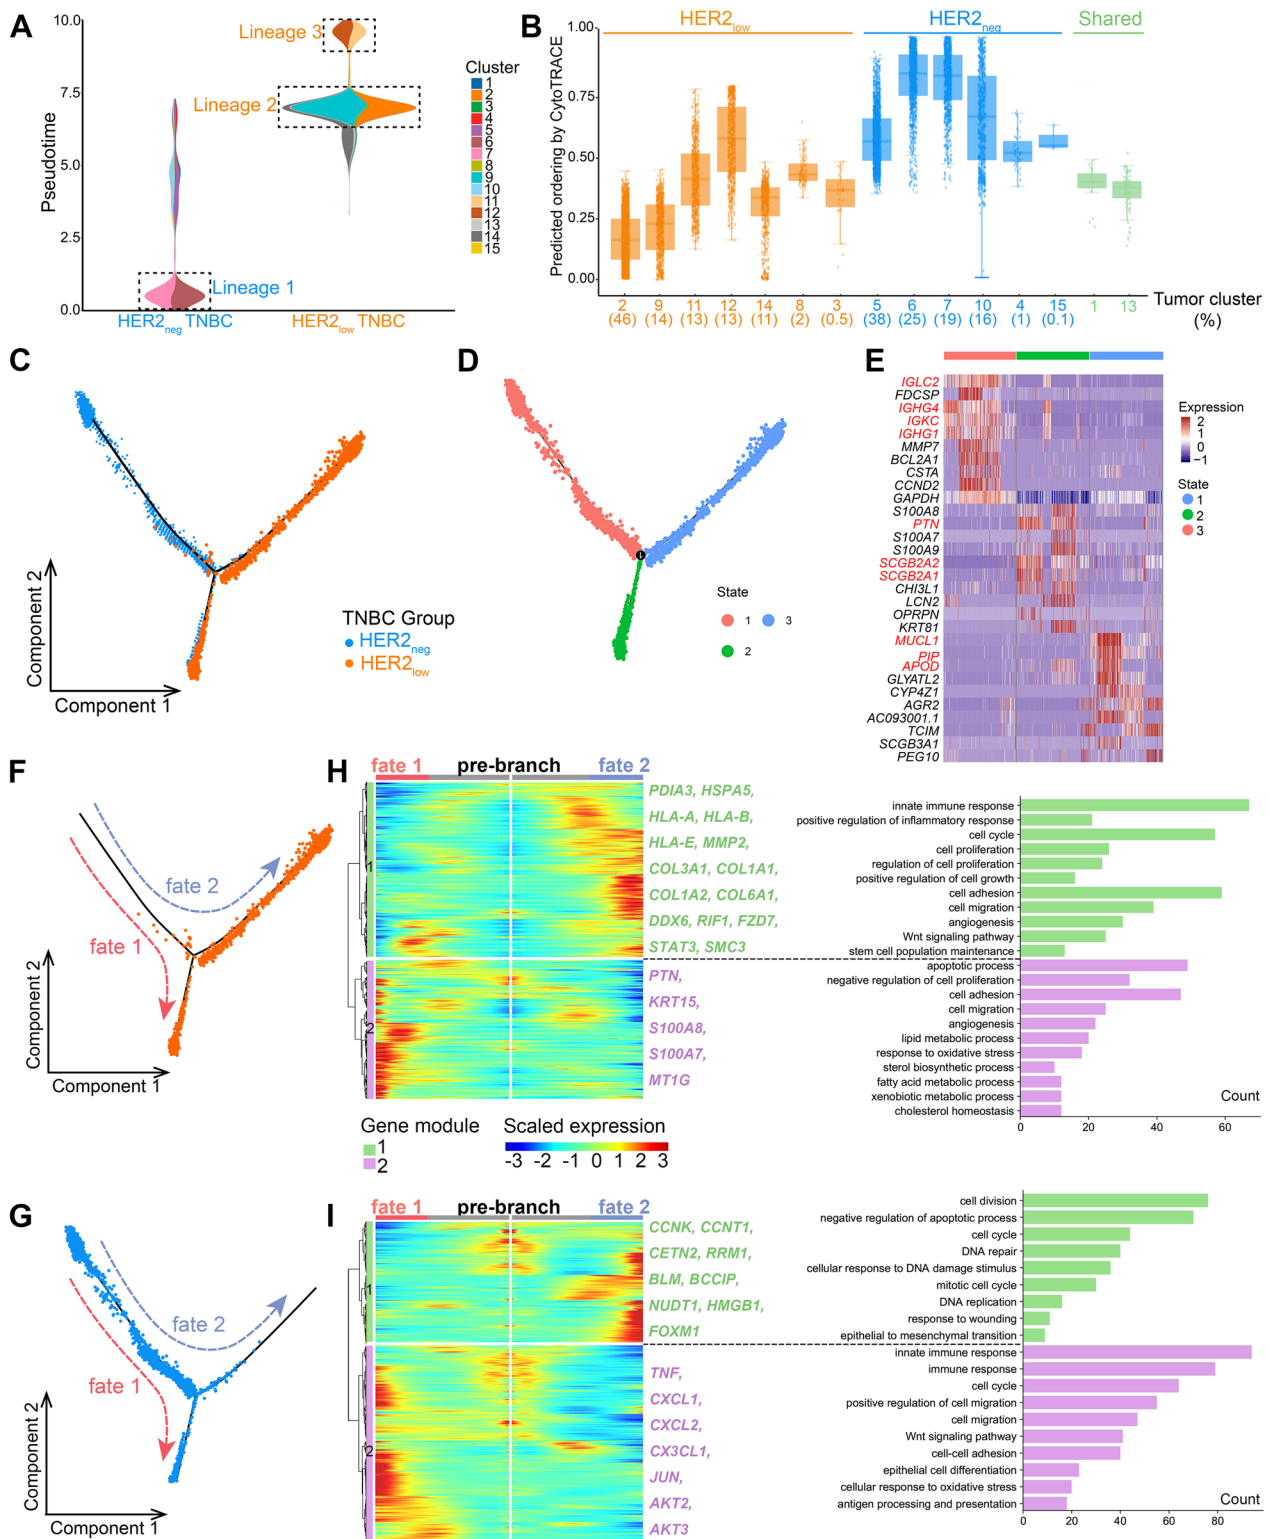 A
Pseudotime
10.0
7.5
5.0
2.5
0.0
Lineage 3
Lineage 2
Lineage 1
HER2neg TNBC
HER2low TNBC
Cluster
1
2
3
4
5
6
7
8
9
10
11
12
13
14
15
B
HER2low
HER2neg
Shared
Predicted ordering by CytoTRACE
1.00
0.75
0.50
0.25
0.00
2 9 11 12 14 8 3 5 6 7 10 4 15 1 13
(46) (14) (13) (13) (11) (2) (0.5) (38) (25) (19) (16) (1) (0.1)
Tumor cluster
(%)
C
Component 2
Component 1
TNBC Group
HER2neg
HER2low
D
1
State
1
3
2
E
IGLC2
FDCSP
IGHG4
IGKC
IGHG1
MMP7
BCL2A1
CSTA
CCND2
GAPDH
S100A8
PTN
S100A7
S100A9
SCGB2A2
SCGB2A1
CHI3L1
LCN2
OPRPN
KRT81
MUCL1
PIP
APOD
GLYATL2
CYP4Z1
AGR2
AC093001.1
TCIM
SCGB3A1
PEG10
Expression
2
1
0
−1
State
1
2
3
F
fate 2
fate 1
Component 2
Component 1
H
fate 1 pre-branch fate 2
1
2
PDIA3, HSPA5,
HLA-A, HLA-B,
HLA-E, MMP2,
COL3A1, COL1A1,
COL1A2, COL6A1,
DDX6, RIF1, FZD7,
STAT3, SMC3
PTN,
KRT15,
S100A8,
S100A7,
MT1G
Gene module
1
2
Scaled expression
-3 -2 -1 0 1 2 3
innate immune response
positive regulation of inflammatory response
cell cycle
cell proliferation
regulation of cell proliferation
positive regulation of cell growth
cell adhesion
cell migration
angiogenesis
Wnt signaling pathway
stem cell population maintenance
apoptotic process
negative regulation of cell proliferation
cell adhesion
cell migration
angiogenesis
lipid metabolic process
response to oxidative stress
sterol biosynthetic process
fatty acid metabolic process
xenobiotic metabolic process
cholesterol homeostasis
Count
0 20 40 60
G
fate 2
fate 1
Component 2
Component 1
I
fate 1 pre-branch fate 2
1
2
CCNK, CCNT1,
CETN2, RRM1,
BLM, BCCIP,
NUDT1, HMGB1,
FOXM1
TNF,
CXCL1,
CXCL2,
CX3CL1,
JUN,
AKT2,
AKT3
cell division
negative regulation of apoptotic process
cell cycle
DNA repair
cellular response to DNA damage stimulus
mitotic cell cycle
DNA replication
response to wounding
epithelial to mesenchymal transition
innate immune response
immune response
cell cycle
positive regulation of cell migration
cell migration
Wnt signaling pathway
cell-cell adhesion
epithelial cell differentiation
cellular response to oxidative stress
antigen processing and presentation
Count
0 20 40 60 80